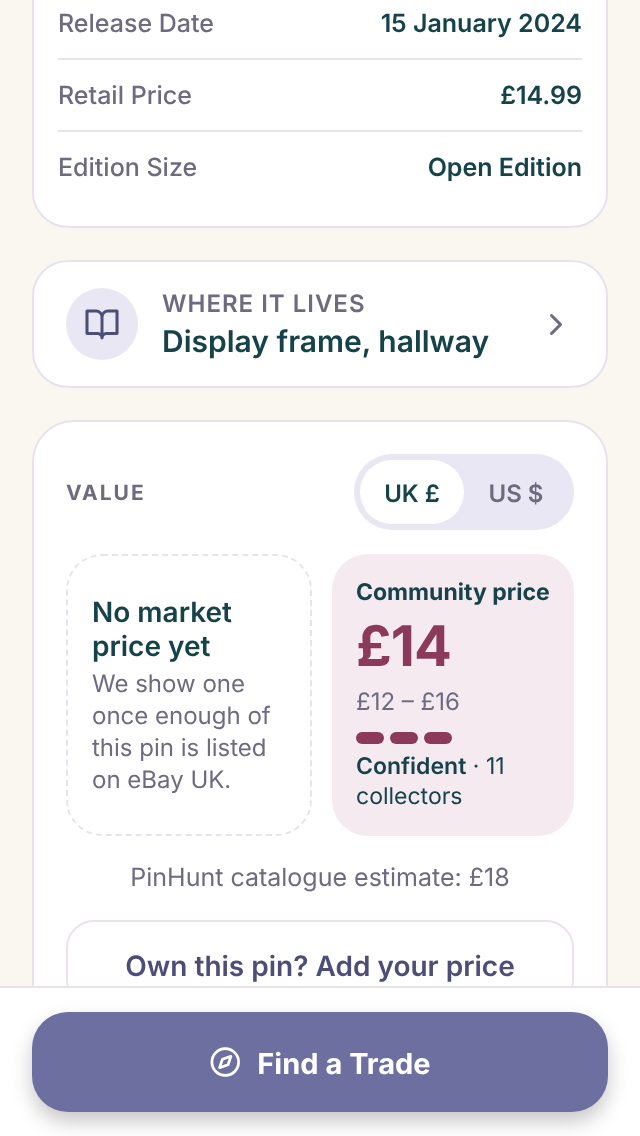 Release Date 15 January 2024
Retail Price £14.99
Edition Size Open Edition
WHERE IT LIVES
Display frame, hallway
VALUE UK £ US $
No market
price yet
We show one
once enough of
this pin is listed
on eBay UK.
Community price
£14
£12 – £16
Confident · 11
collectors
PinHunt catalogue estimate: £18
Own this pin? Add your price
Find a Trade